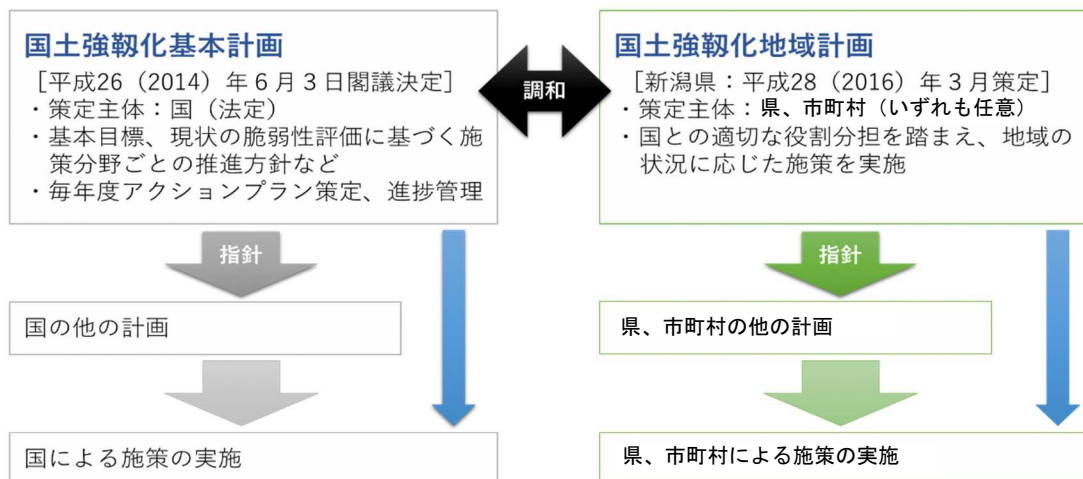 国土強靱化基本計画
［平成26（2014）年６月３日閣議決定］
・策定主体：国（法定）
・基本目標、現状の脆弱性評価に基づく施
策分野ごとの推進方針など
・毎年度アクションプラン策定、進捗管理
調和
国土強靱化地域計画
［新潟県：平成28（2016）年３月策定］
・策定主体：県、市町村（いずれも任意）
・国との適切な役割分担を踏まえ、地域の
状況に応じた施策を実施
指針
指針
国の他の計画
県、市町村の他の計画
国による施策の実施
県、市町村による施策の実施